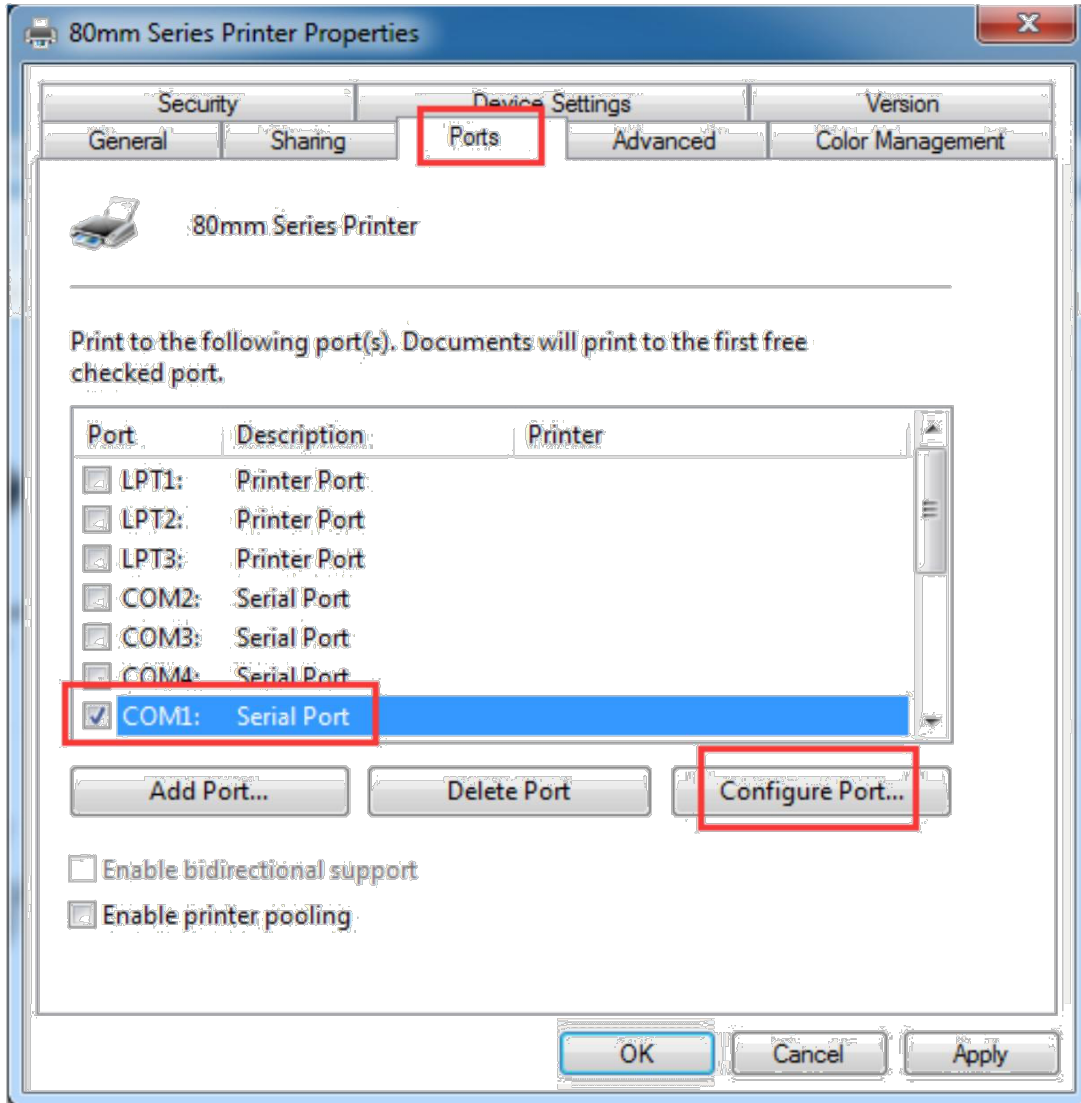 80mm Series Printer Properties
Security Device Settings Version
General Sharing Ports Advanced Color Management
80mm Series Printer
Print to the following port(s). Documents will print to the first free
checked port.
Port Description Printer
LPT1: Printer Port
LPT2: Printer Port
LPT3: Printer Port
COM2: Serial Port
COM3: Serial Port
COM4: Serial Port
COM1: Serial Port
Add Port... Delete Port Configure Port...
Enable bidirectional support
Enable printer pooling
OK Cancel Apply